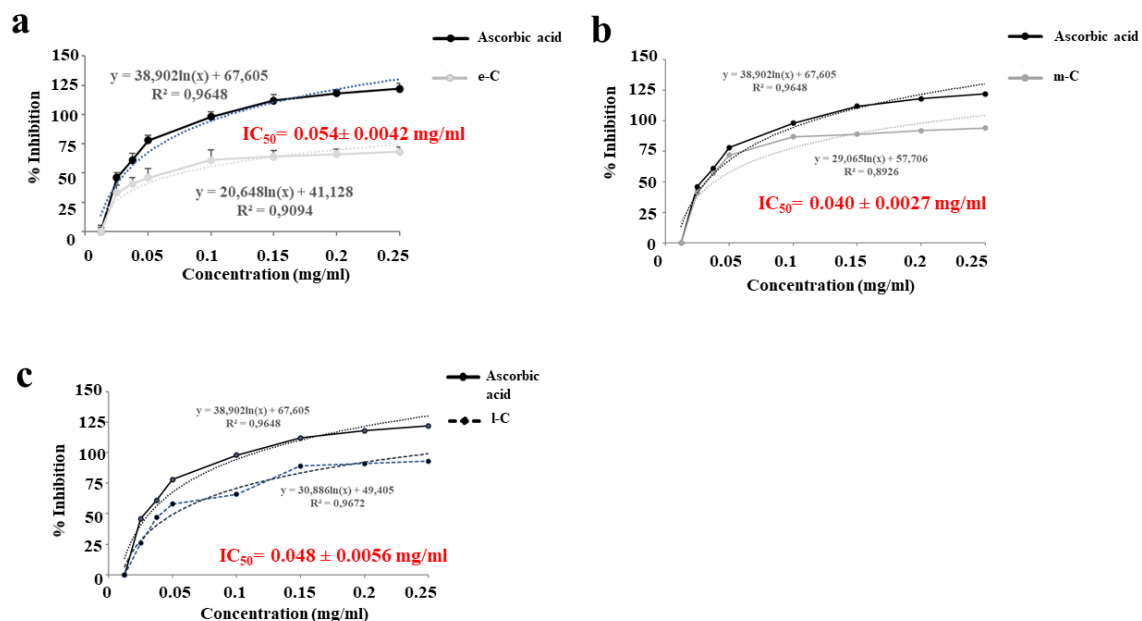 a
Ascorbic acid
e-C
150
125
100
75
50
25
0
% Inhibition
y = 38,902ln(x) + 67,605
R² = 0,9648
IC50= 0.054± 0.0042 mg/ml
y = 20,648ln(x) + 41,128
R² = 0,9094
0 0.05 0.1 0.15 0.2 0.25
Concentration (mg/ml)
b
Ascorbic acid
m-C
150
125
100
75
50
25
0
% Inhibition
y = 38,902ln(x) + 67,605
R² = 0,9648
y = 29,065ln(x) + 57,706
R² = 0,8926
IC50= 0.040 ± 0.0027 mg/ml
0 0.05 0.1 0.15 0.2 0.25
Concentration (mg/ml)
c
Ascorbic
acid
l-C
150
125
100
75
50
25
0
% Inhibition
y = 38,902ln(x) + 67,605
R² = 0,9648
y = 30,886ln(x) + 49,405
R² = 0,9672
IC50= 0.048 ± 0.0056 mg/ml
0 0.05 0.1 0.15 0.2 0.25
Concentration (mg/ml)